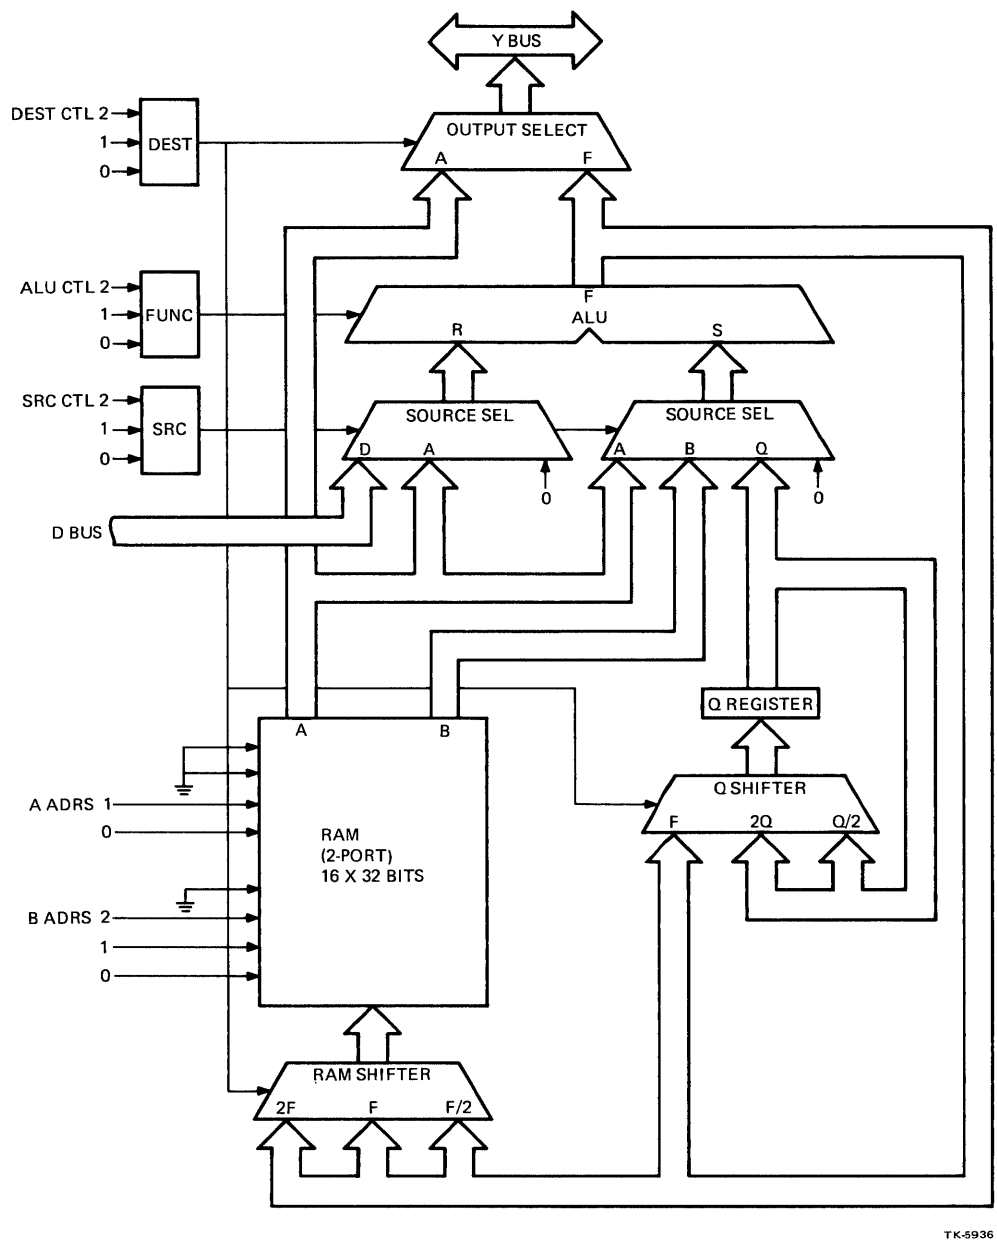 Y BUS
DEST CTL 2
1
0
DEST
OUTPUT SELECT
A F
ALU CTL 2
1
0
FUNC
F
ALU
R S
SRC CTL 2
1
0
SRC
SOURCE SEL
D A
0
SOURCE SEL
A B Q
0
D BUS
Q REGISTER
A B
Q SHIFTER
F 2Q Q/2
A ADRS 1
0
RAM
(2-PORT)
16 X 32 BITS
B ADRS 2
1
0
RAM SHIFTER
2F F F/2
TK-5936